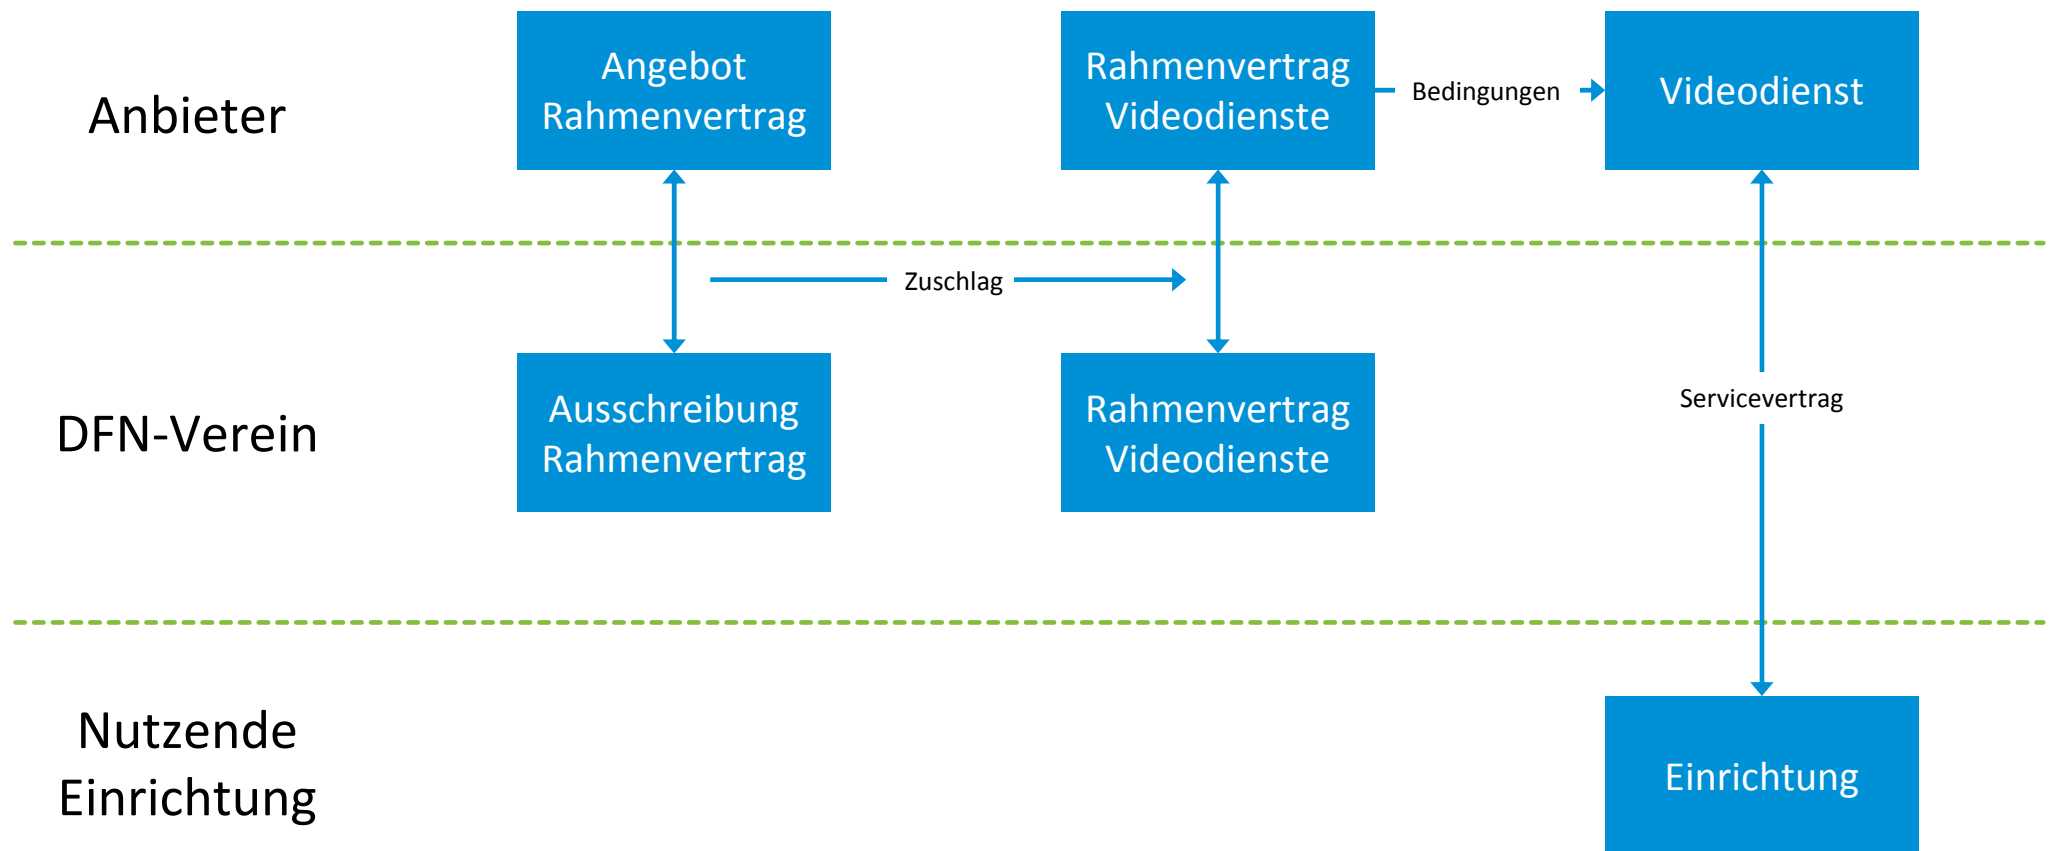 Anbieter
Angebot
Rahmenvertrag
Rahmenvertrag
Videodienste
Bedingungen
Videodienst
Zuschlag
DFN-Verein
Ausschreibung
Rahmenvertrag
Rahmenvertrag
Videodienste
Servicevertrag
Nutzende
Einrichtung
Einrichtung